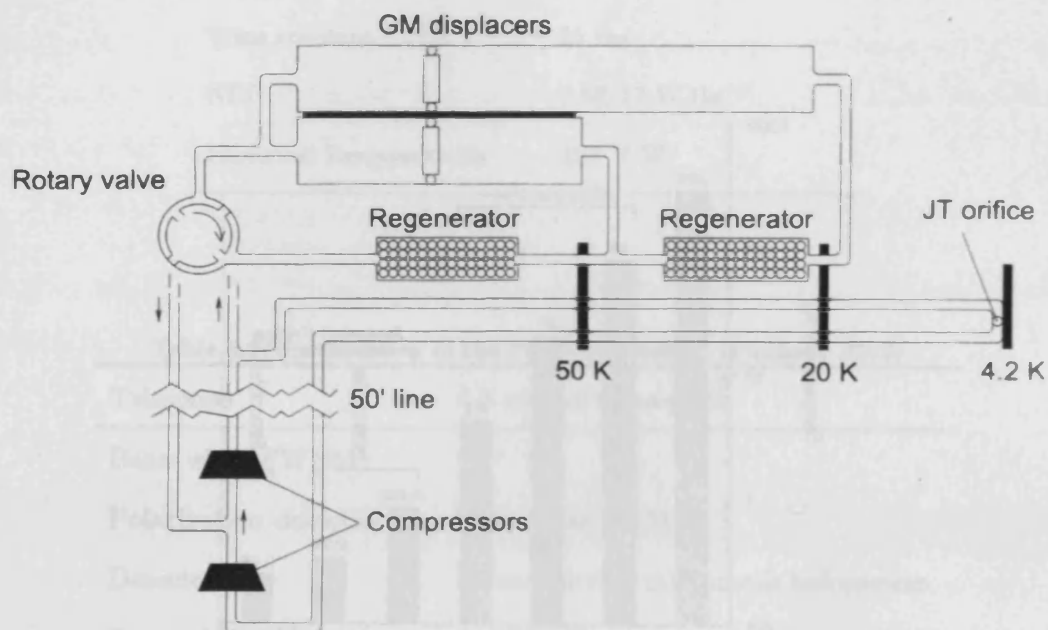 GM displacers
Rotary valve
Regenerator
Regenerator
JT orifice
50 K
20 K
4.2 K
50' line
Compressors